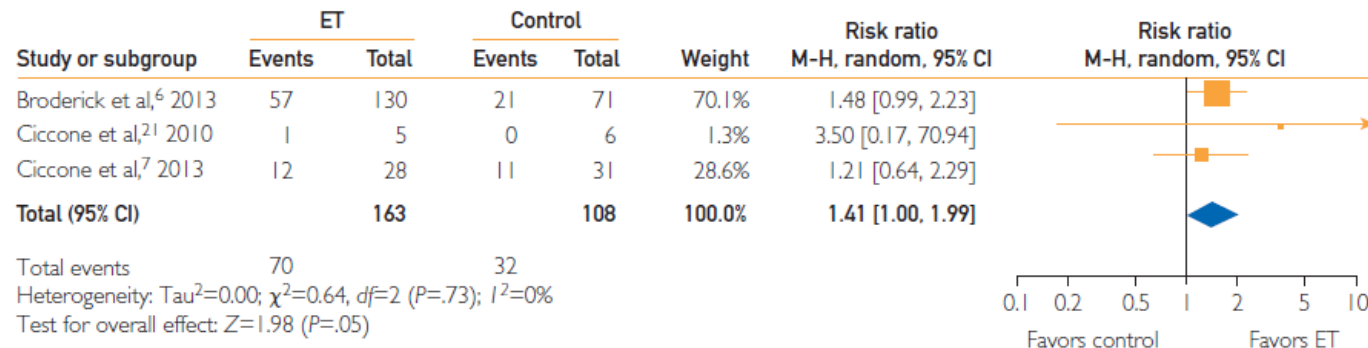 ET Control Risk ratio Risk ratio
Study or subgroup Events Total Events Total Weight M-H, random, 95% CI M-H, random, 95% CI
Broderick et al,⁶ 2013 57 130 21 71 70.1% 1.48 [0.99, 2.23]
Ciccone et al,²¹ 2010 1 5 0 6 1.3% 3.50 [0.17, 70.94]
Ciccone et al,⁷ 2013 12 28 11 31 28.6% 1.21 [0.64, 2.29]
Total (95% CI) 163 108 100.0% 1.41 [1.00, 1.99]
Total events 70 32
Heterogeneity: Tau²=0.00; χ²=0.64, df=2 (P=.73); I²=0%
Test for overall effect: Z=1.98 (P=.05)
0.1 0.2 0.5 1 2 5 10
Favors control Favors ET